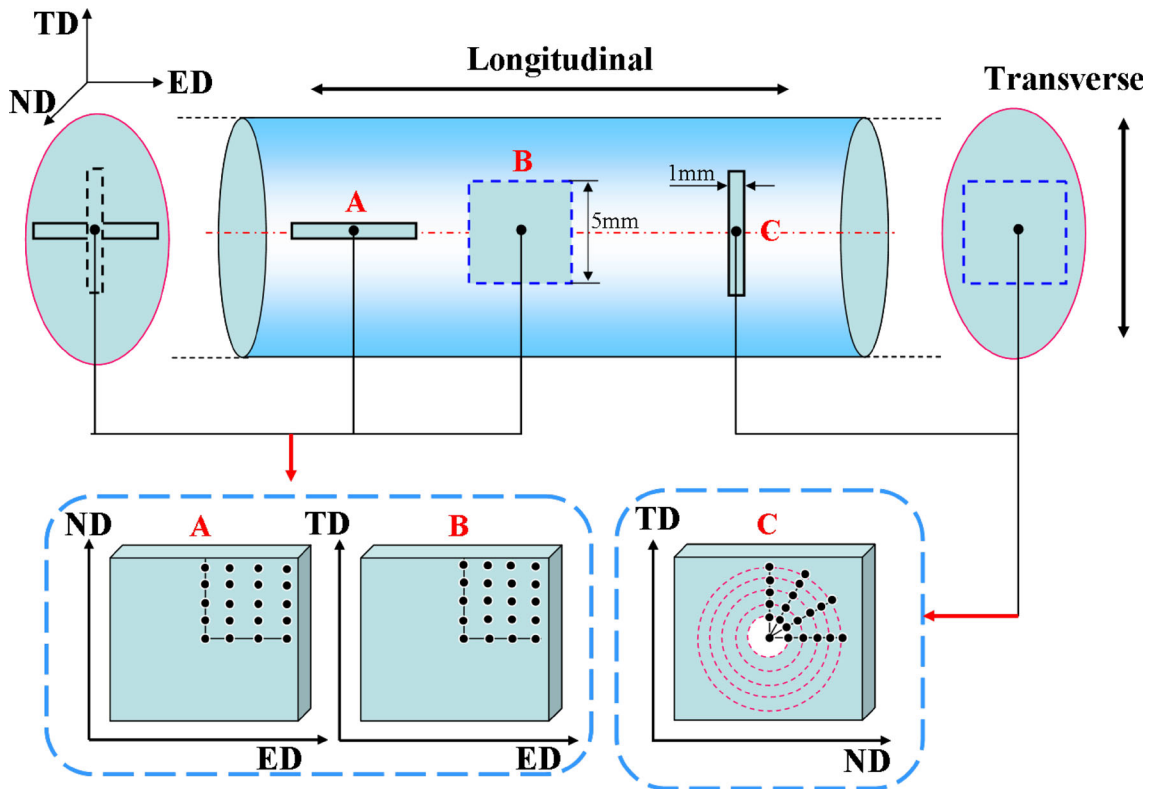 TD
ED
ND
Longitudinal
Transverse
A
B
1mm
5mm
C
ND
A
ED
TD
B
ED
TD
C
ND